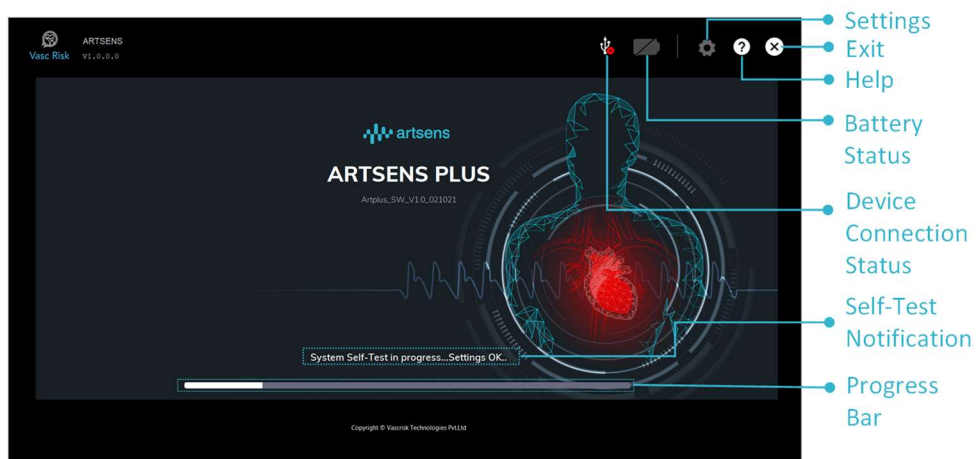 Vasc Risk
ARTSENS
V1.0.0.0
?
artsens
ARTSENS PLUS
Artplus_SW_V1.0_021021
System Self-Test in progress...Settings OK..
Copyright © Vascrisk Technologies Pvt.Ltd
Settings
Exit
Help
Battery
Status
Device
Connection
Status
Self-Test
Notification
Progress
Bar